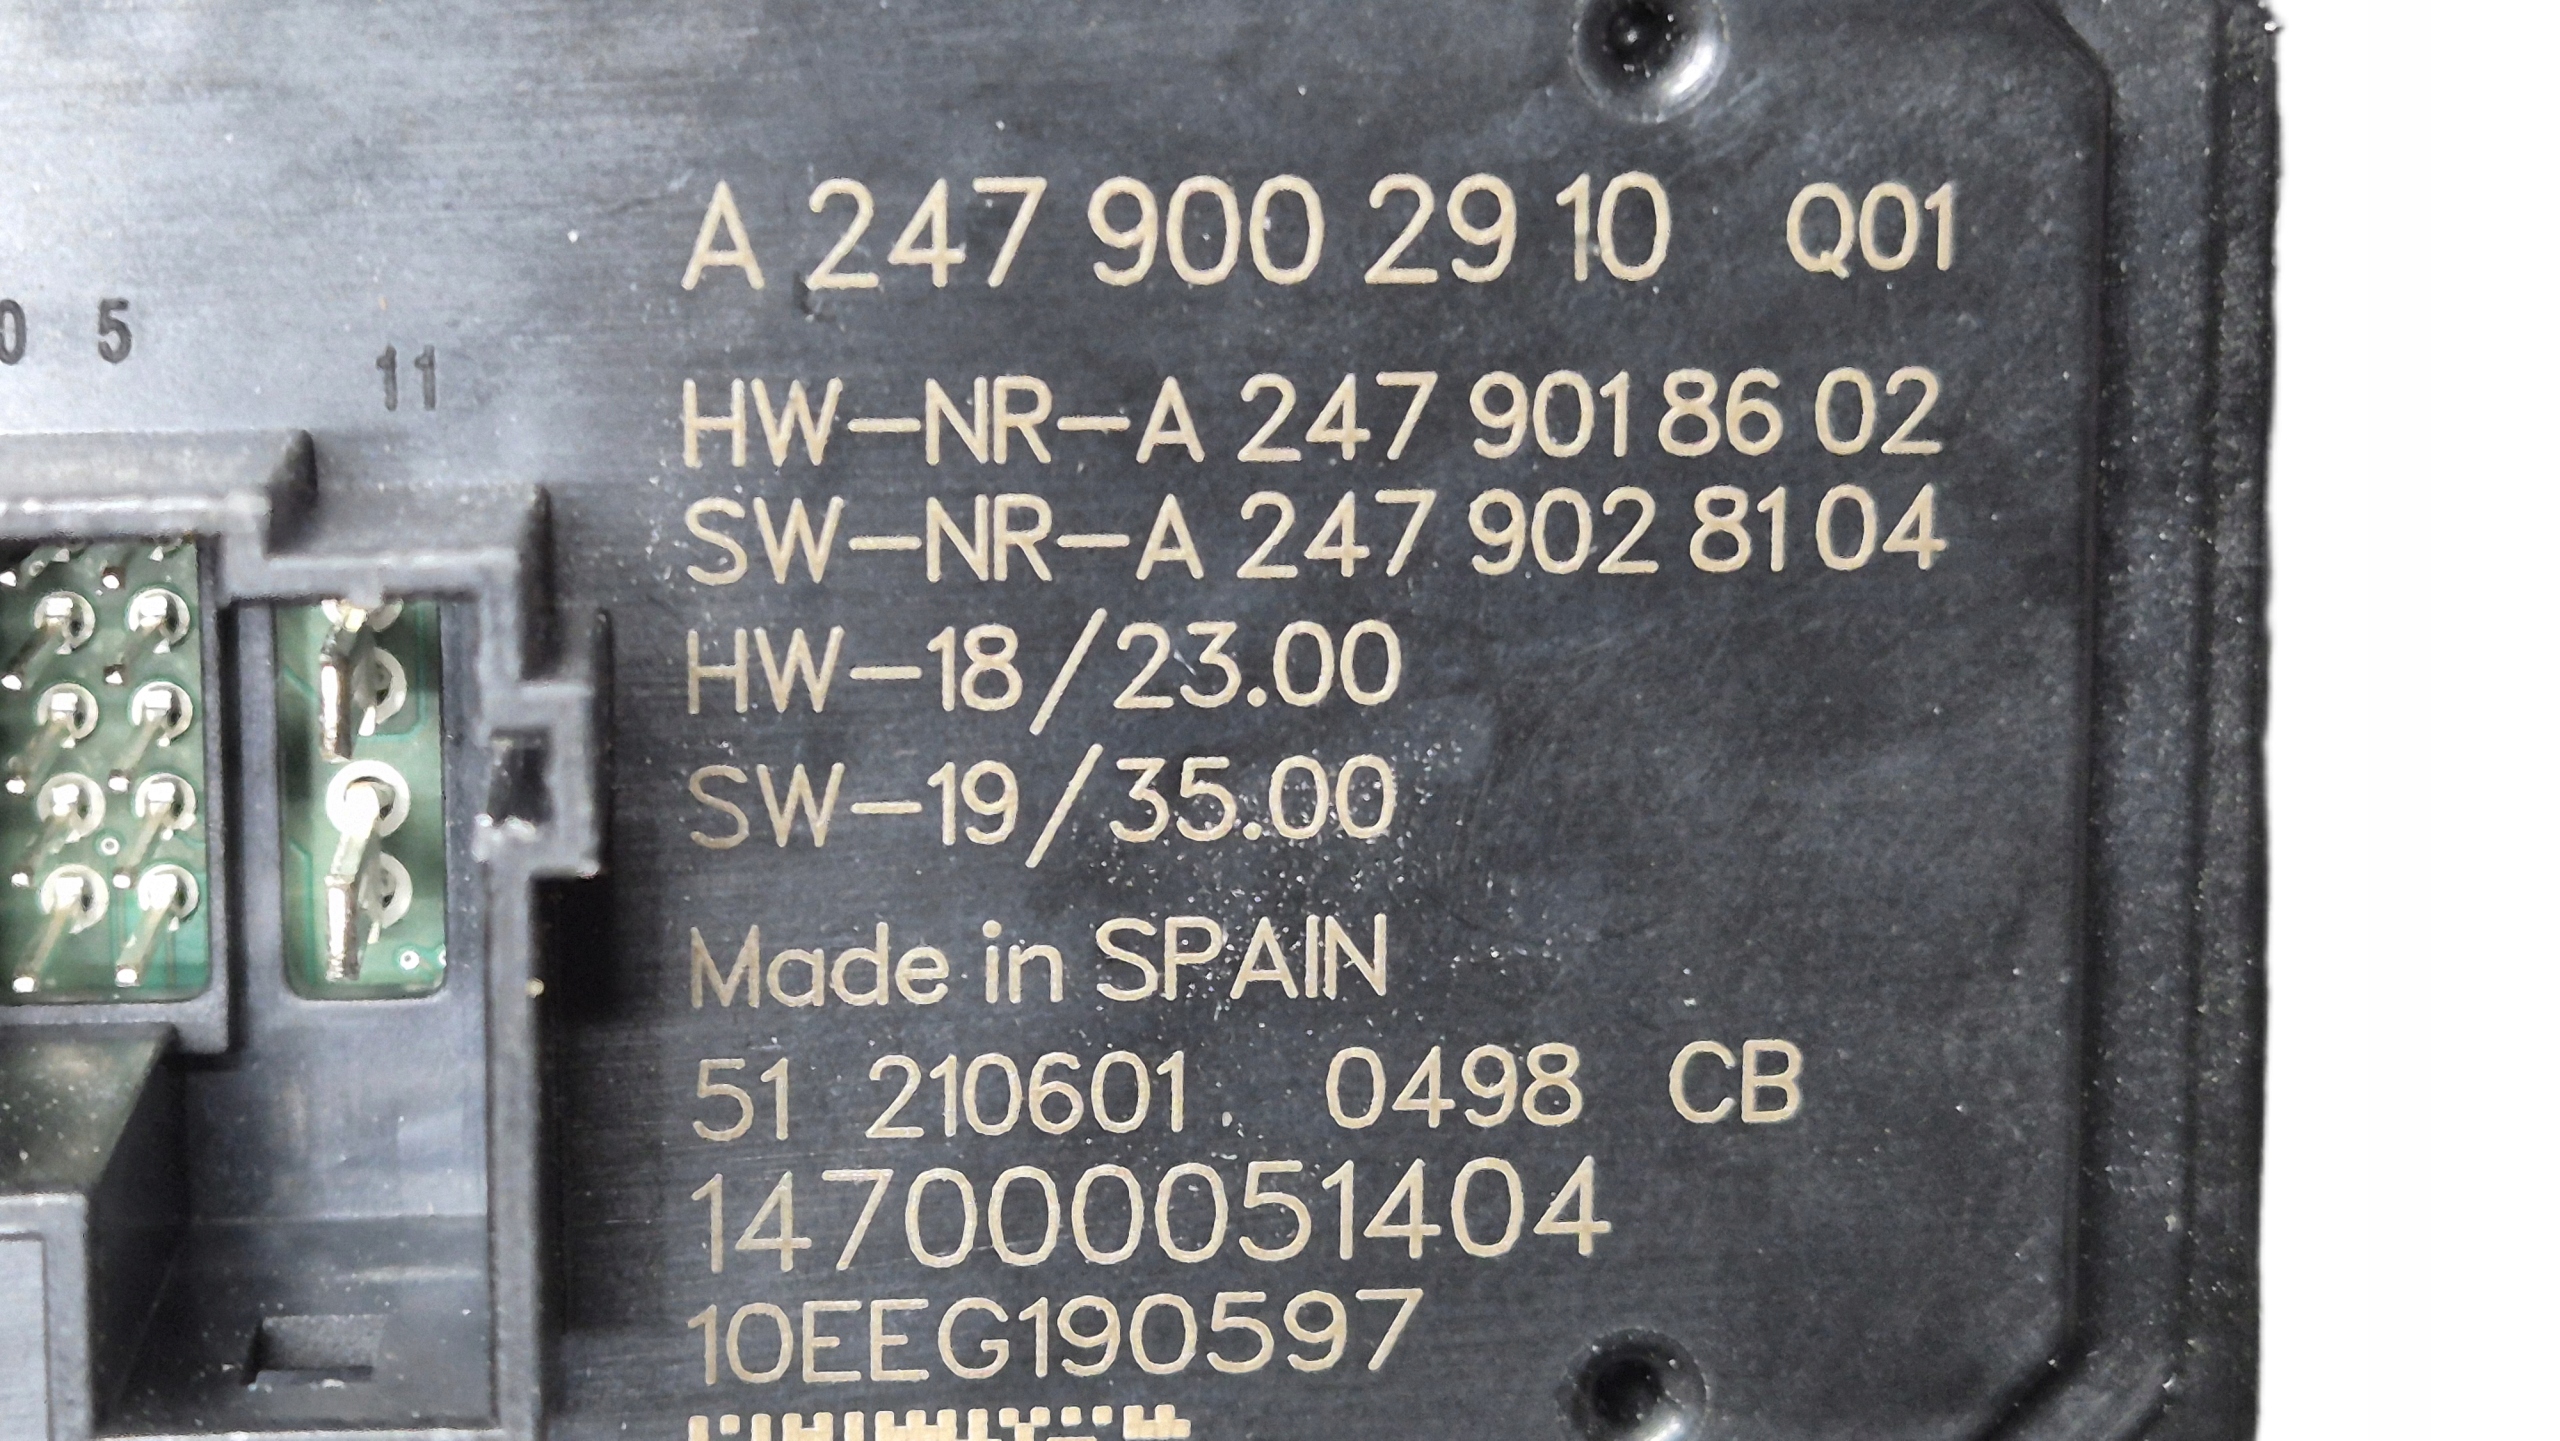 A 247 900 29 10 Q01
0 5
11
HW-NR-A 247 901 86 02
SW-NR-A 247 902 81 04
HW-18/23.00
SW-19/35.00
Made in SPAIN
51 210601 0498 CB
147000051404
10EEG190597